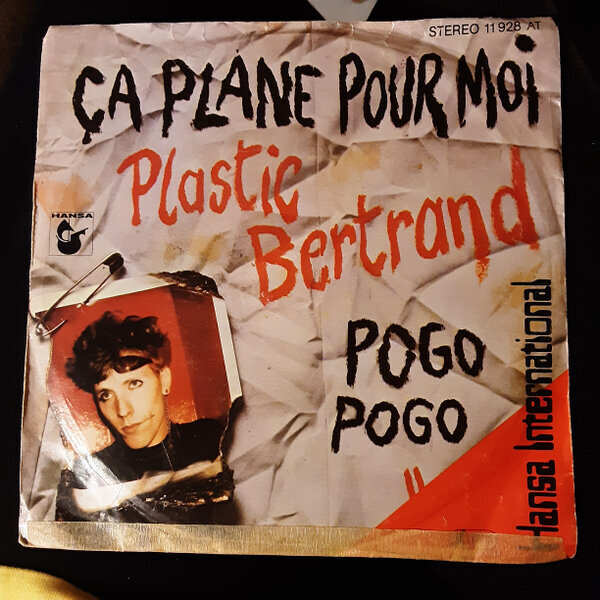 STEREO 11 928 AT
ÇA PLANE POUR MOi
Plastic
Bertrand
HANSA
POGO
POGO
Hansa International